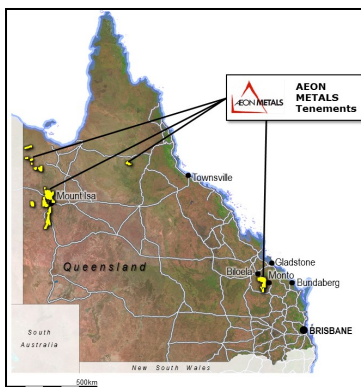 AEON METALS
AEON
METALS
Tenements
Townsville
Mount Isa
Gladstone
Biloela
Monto
Bundaberg
Queensland
BRISBANE
South
Australia
New South Wales
500km